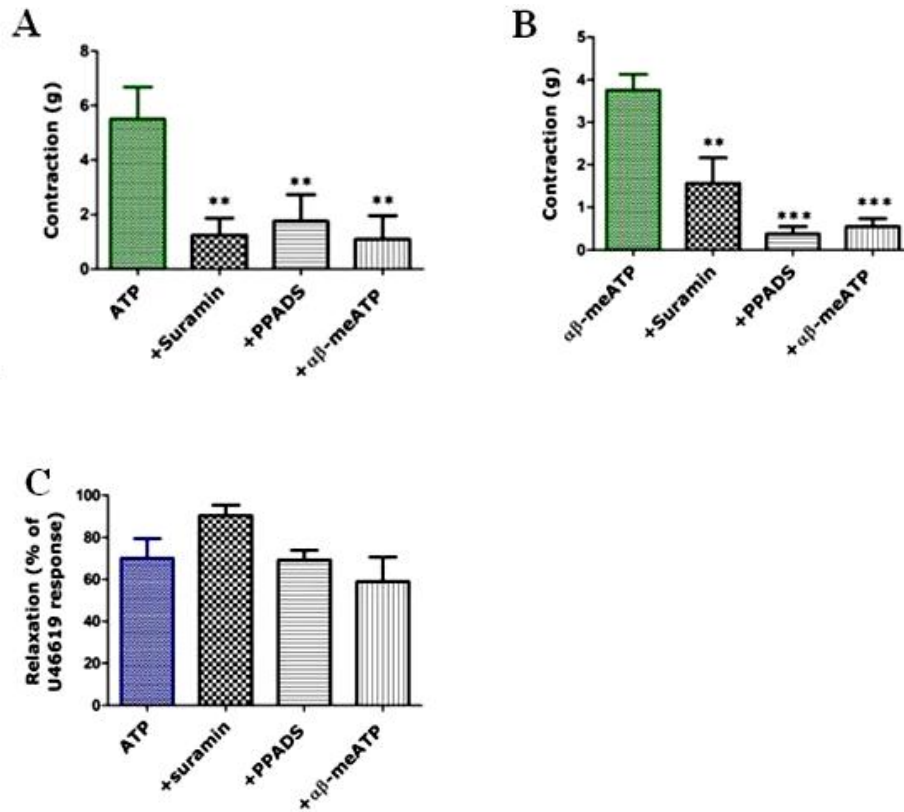 A
Contraction (g)
8
6
4
2
0
**
**
**
ATP
+Suramin
+PPADS
+αβ-meATP
B
Contraction (g)
5
4
3
2
1
0
**
***
***
αβ-meATP
+Suramin
+PPADS
+αβ-meATP
C
Relaxation (% of
U46619 response)
100
80
60
40
20
0
ATP
+suramin
+PPADS
+αβ-meATP